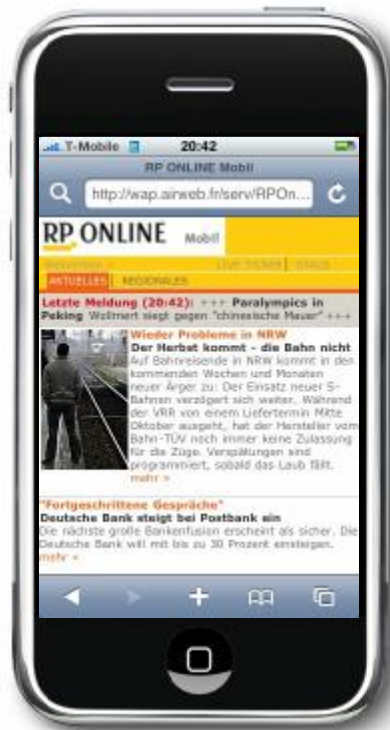 T-Mobile 20:42
RP ONLINE Mobil
http://wap.airweb.fr/serv/RPOn...
RP ONLINE Mobil
LIVE TICKER STAUS
AKTUELLES REGIONALES
Letzte Meldung (20:42): +++ Paralympics in
Peking Wollmert siegt gegen "chinesische Mauer" +++
Wieder Probleme in NRW
Der Herbst kommt - die Bahn nicht
Auf Bahnreisende in NRW kommt in den
kommenden Wochen und Monaten
neuer Ärger zu: Der Einsatz neuer S-
Bahnen verzögert sich weiter. Während
der VRR von einem Liefertermin Mitte
Oktober ausgeht, hat der Hersteller vom
Bahn-TÜV noch immer keine Zulassung
für die Züge. Verspätungen sind
programmiert, sobald das Laub fällt.
mehr »
"Fortgeschrittene Gespräche"
Deutsche Bank steigt bei Postbank ein
Die nächste große Bankenfusion erscheint als sicher. Die
Deutsche Bank will mit bis zu 30 Prozent einsteigen.
mehr »